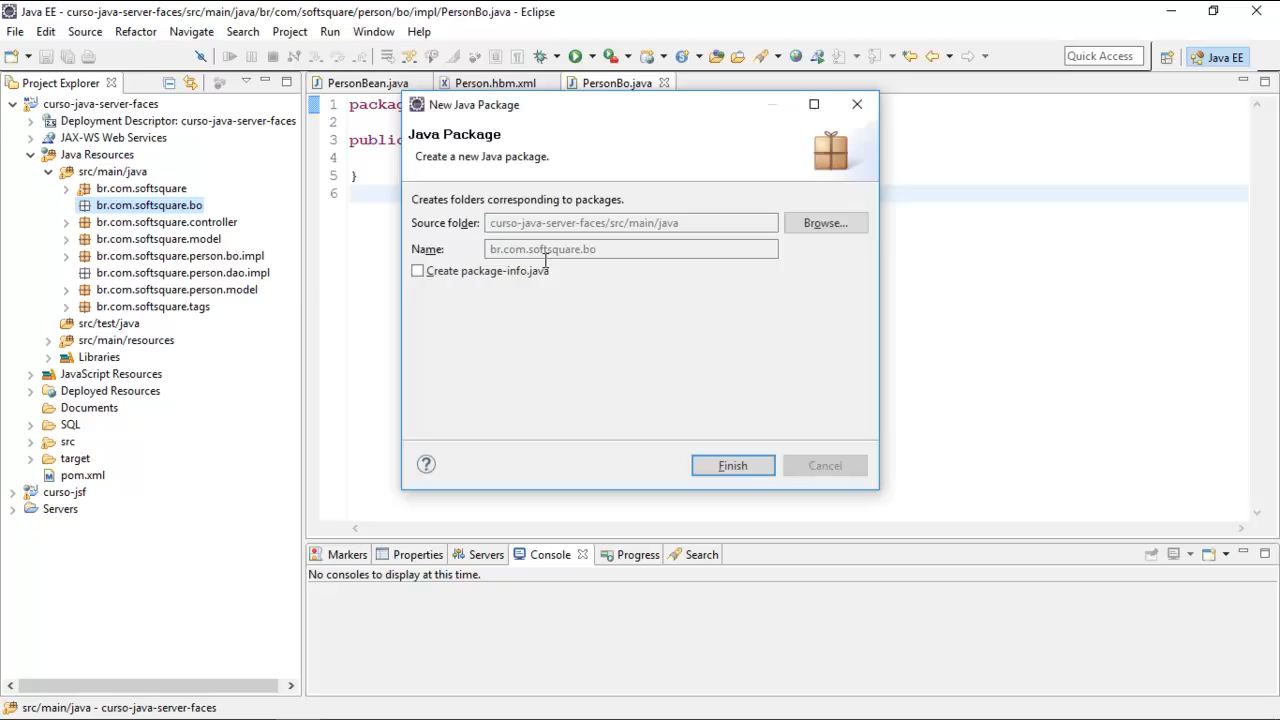 Java EE - curso-java-server-faces/src/main/java/br/com/softsquare/person/bo/impl/PersonBo.java - Eclipse
File Edit Source Refactor Navigate Search Project Run Window Help
Quick Access
Java EE
Project Explorer
PersonBean.java
Person.hbm.xml
PersonBo.java
curso-java-server-faces
Deployment Descriptor: curso-java-server-faces
JAX-WS Web Services
Java Resources
src/main/java
br.com.softsquare
br.com.softsquare.bo
br.com.softsquare.controller
br.com.softsquare.model
br.com.softsquare.person.bo.impl
br.com.softsquare.person.dao.impl
br.com.softsquare.person.model
br.com.softsquare.tags
src/test/java
src/main/resources
Libraries
JavaScript Resources
Deployed Resources
Documents
SQL
src
target
pom.xml
curso-jsf
Servers
1 packag
2
3 public
4
5 }
6
New Java Package
Java Package
Create a new Java package.
Creates folders corresponding to packages.
Source folder: curso-java-server-faces/src/main/java Browse...
Name: br.com.softsquare.bo
Create package-info.java
?
Finish Cancel
Markers Properties Servers Console Progress Search
No consoles to display at this time.
src/main/java - curso-java-server-faces